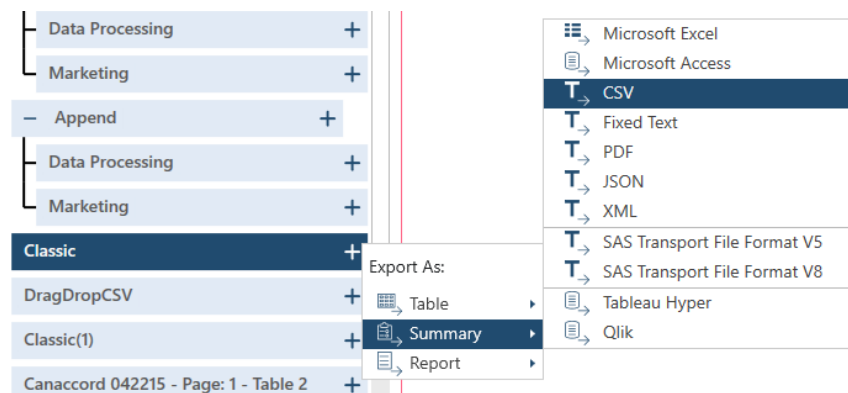 Data Processing
Marketing
Append
Data Processing
Marketing
Classic
DragDropCSV
Classic(1)
Canaccord 042215 - Page: 1 - Table 2
Export As:
Table
Summary
Report
Microsoft Excel
Microsoft Access
CSV
Fixed Text
PDF
JSON
XML
SAS Transport File Format V5
SAS Transport File Format V8
Tableau Hyper
Qlik